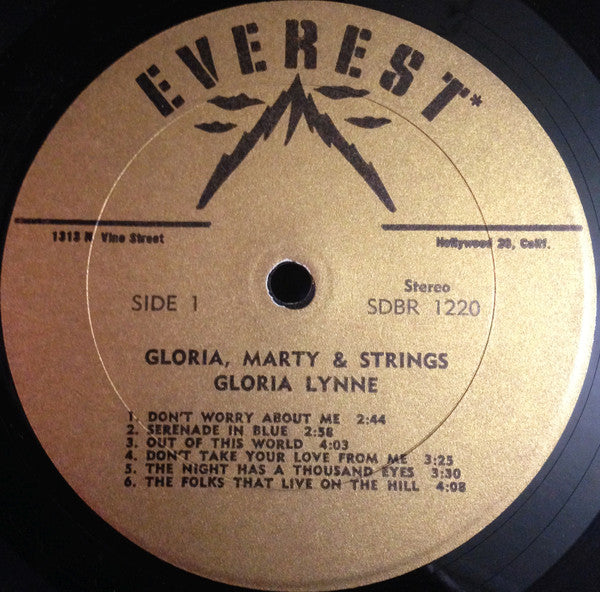 EVEREST*
1313 N. Vine Street
Hollywood 28, Calif.
SIDE 1
Stereo
SDBR 1220
GLORIA, MARTY & STRINGS
GLORIA LYNNE
1. DON'T WORRY ABOUT ME 2:44
2. SERENADE IN BLUE 2:58
3. OUT OF THIS WORLD 4:03
4. DON'T TAKE YOUR LOVE FROM ME 3:25
5. THE NIGHT HAS A THOUSAND EYES 3:30
6. THE FOLKS THAT LIVE ON THE HILL 4:08